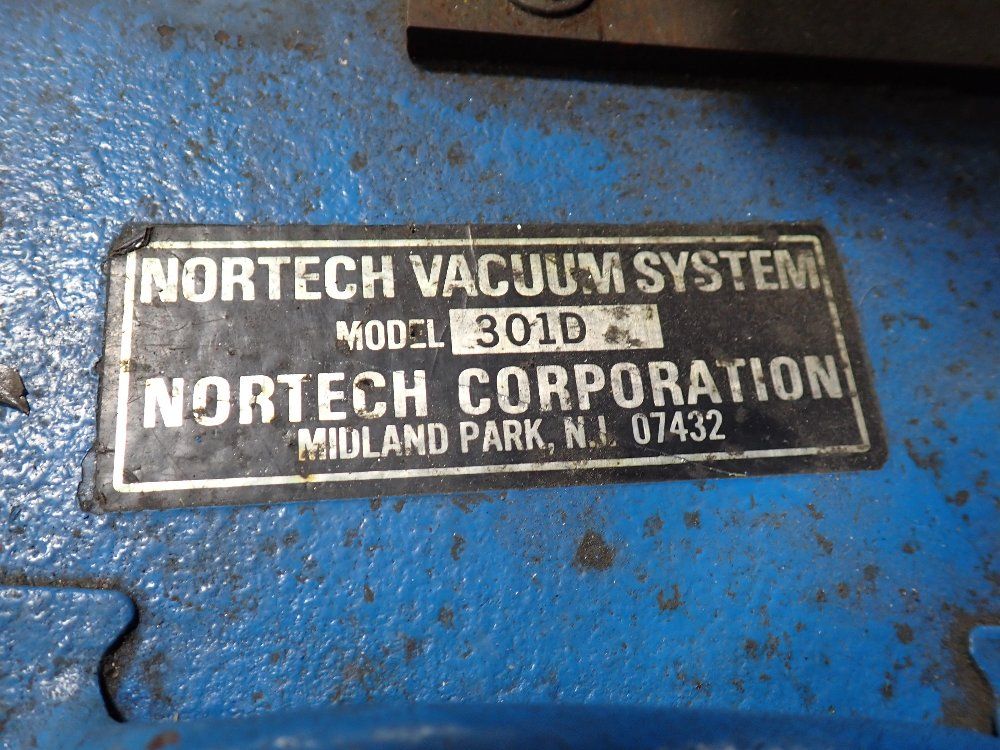 NORTECH VACUUM SYSTEM
MODEL 301D
NORTECH CORPORATION
MIDLAND PARK, N.J. 07432